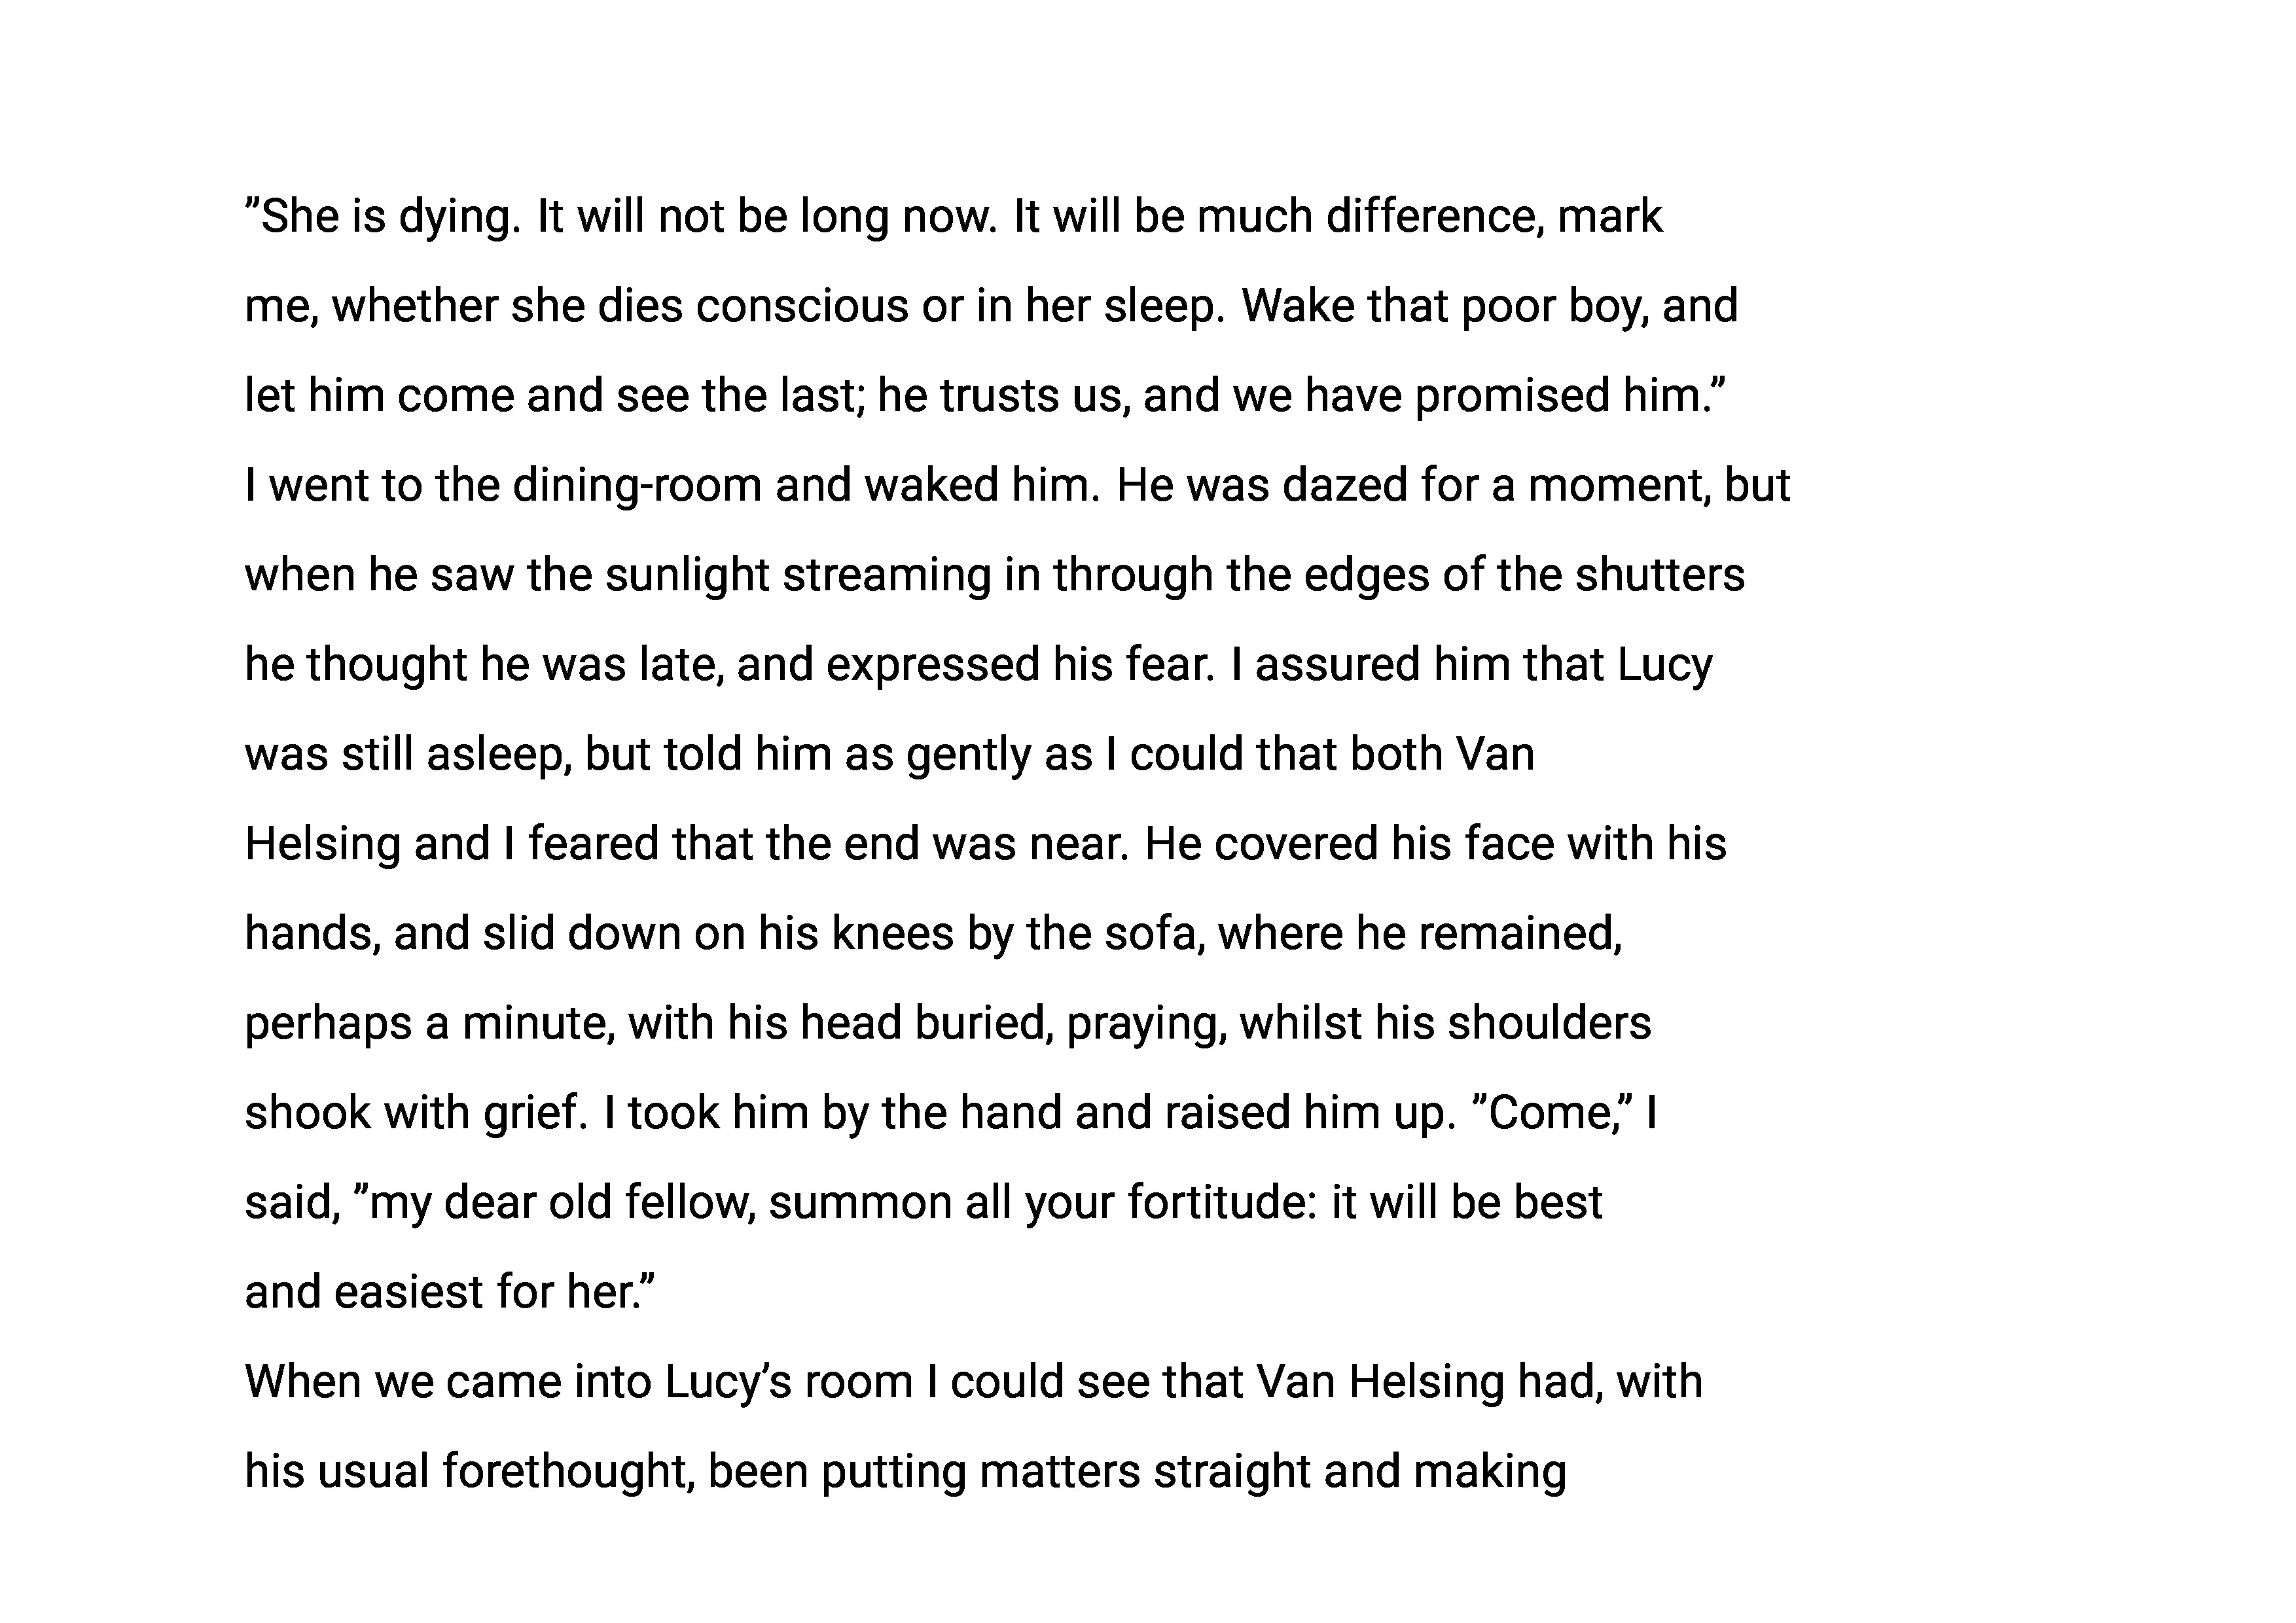 ”She is dying. It will not be long now. It will be much difference, mark
me, whether she dies conscious or in her sleep. Wake that poor boy, and
let him come and see the last; he trusts us, and we have promised him.”
I went to the dining-room and waked him. He was dazed for a moment, but
when he saw the sunlight streaming in through the edges of the shutters
he thought he was late, and expressed his fear. I assured him that Lucy
was still asleep, but told him as gently as I could that both Van
Helsing and I feared that the end was near. He covered his face with his
hands, and slid down on his knees by the sofa, where he remained,
perhaps a minute, with his head buried, praying, whilst his shoulders
shook with grief. I took him by the hand and raised him up. ”Come,” I
said, ”my dear old fellow, summon all your fortitude: it will be best
and easiest for her.”
When we came into Lucy’s room I could see that Van Helsing had, with
his usual forethought, been putting matters straight and making